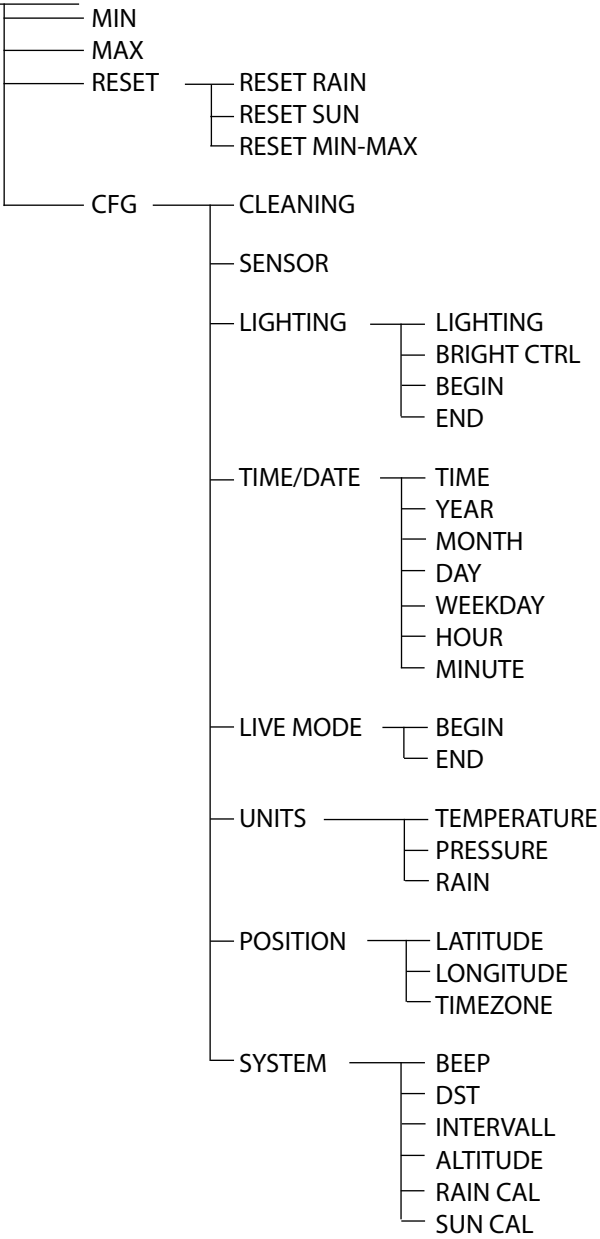 MIN
MAX
RESET
RESET RAIN
RESET SUN
RESET MIN-MAX
CFG
CLEANING
SENSOR
LIGHTING
LIGHTING
BRIGHT CTRL
BEGIN
END
TIME/DATE
TIME
YEAR
MONTH
DAY
WEEKDAY
HOUR
MINUTE
LIVE MODE
BEGIN
END
UNITS
TEMPERATURE
PRESSURE
RAIN
POSITION
LATITUDE
LONGITUDE
TIMEZONE
SYSTEM
BEEP
DST
INTERVALL
ALTITUDE
RAIN CAL
SUN CAL